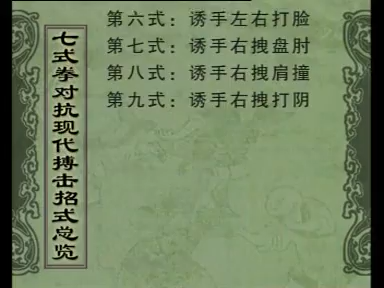 七式拳对抗现代搏击招式总览
第六式：诱手左右打脸
第七式：诱手右拽盘肘
第八式：诱手右拽肩撞
第九式：诱手右拽打阴